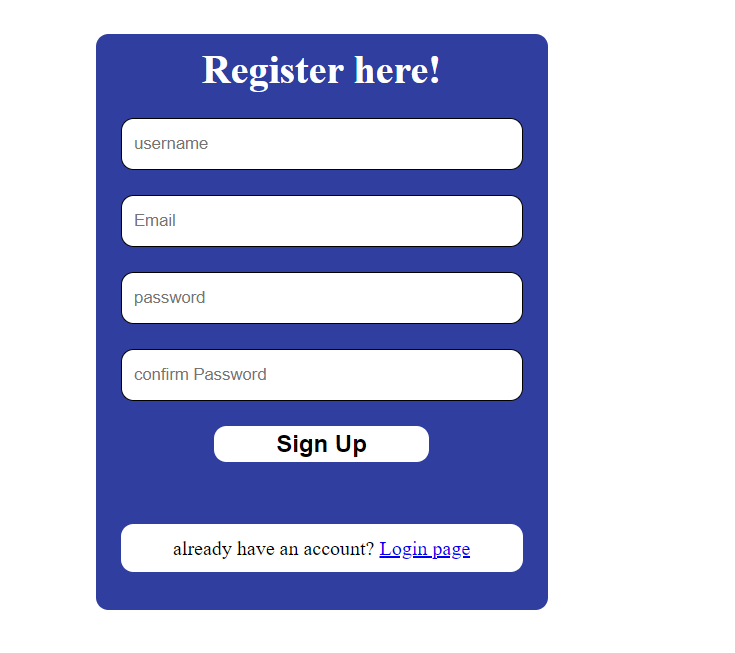 Register here!
username
Email
password
confirm Password
Sign Up
already have an account? Login page